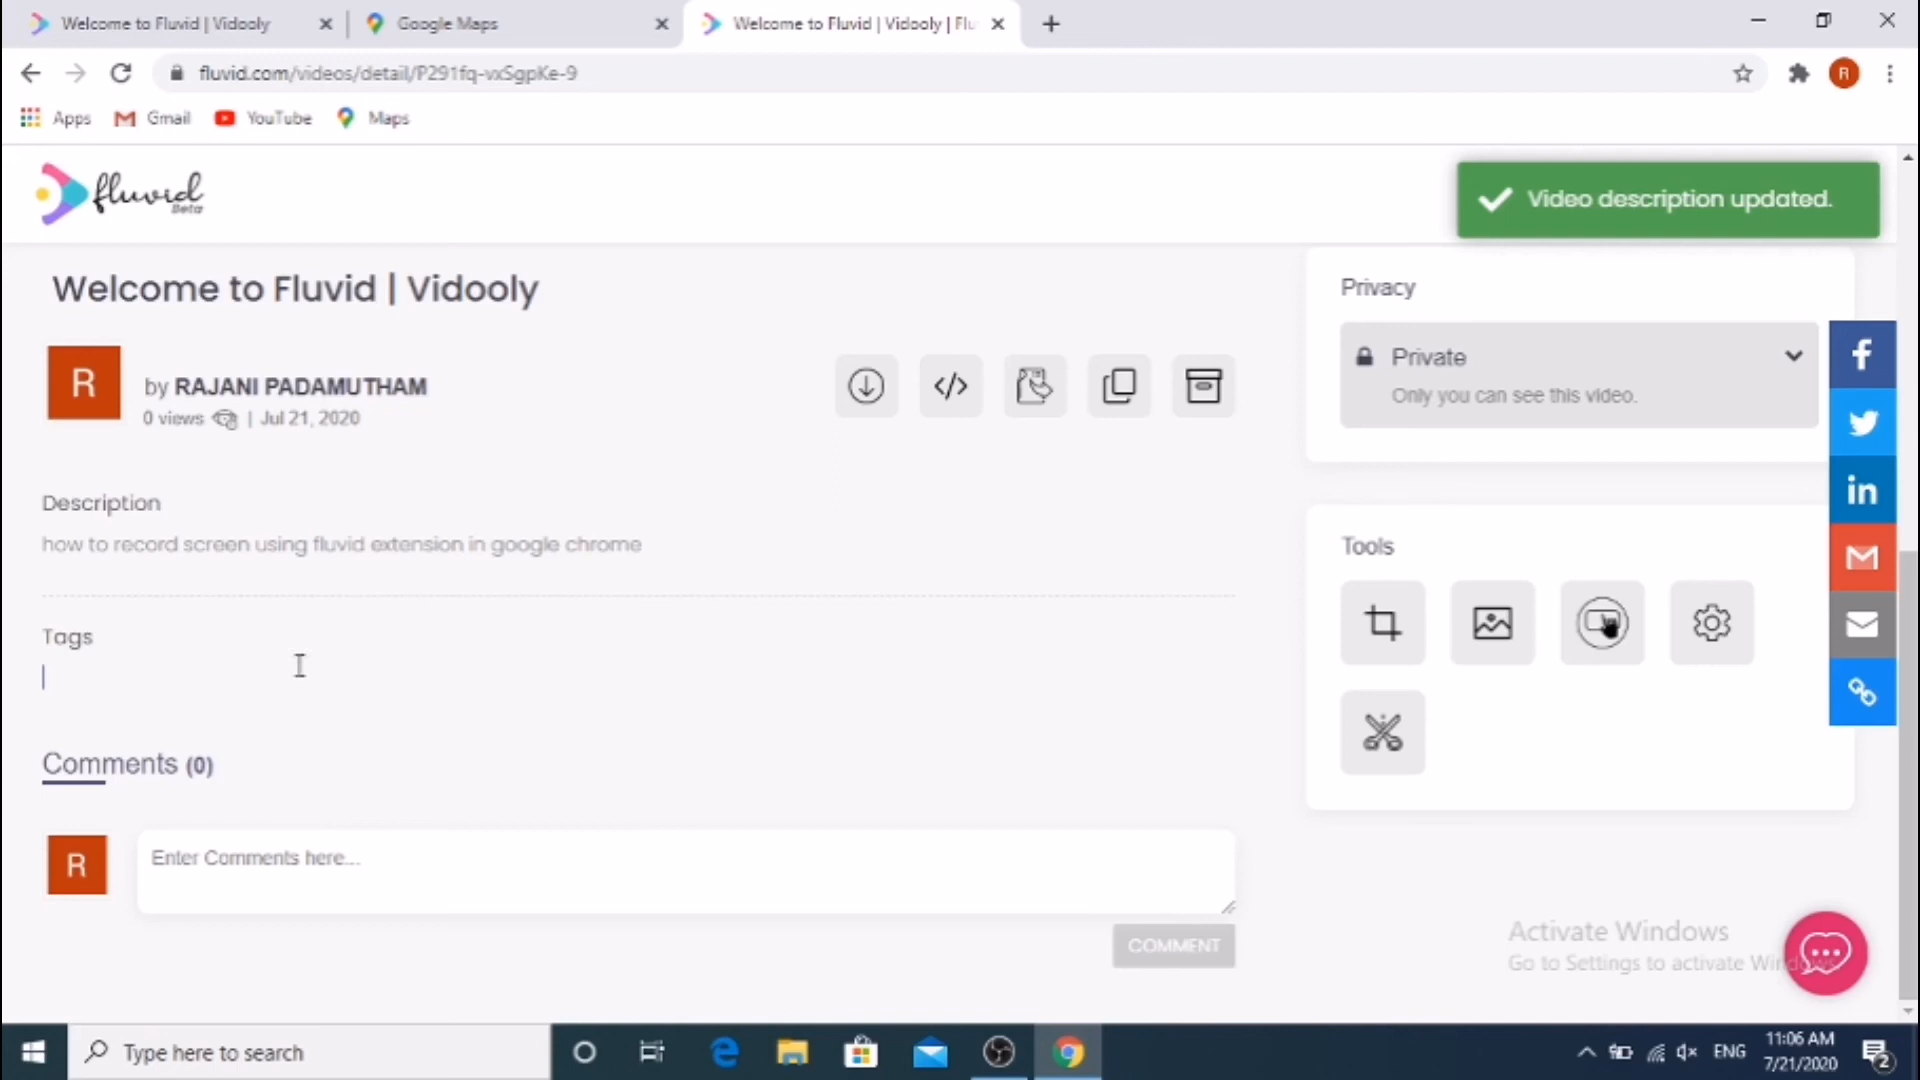 Welcome to Fluvid | Vidooly
Google Maps
Welcome to Fluvid | Vidooly | Flu
fluvid.com/videos/detail/P291fq-vxSgpKe-9
R
Apps
Gmail
YouTube
Maps
fluvid
Beta
Video description updated.
Welcome to Fluvid | Vidooly
Privacy
R
by RAJANI PADAMUTHAM
0 views | Jul 21, 2020
Private
Only you can see this video.
Description
how to record screen using fluvid extension in google chrome
Tools
Tags
Comments (0)
R
Enter Comments here...
COMMENT
Activate Windows
Go to Settings to activate Windows.
Type here to search
ENG
11:06 AM
7/21/2020
2